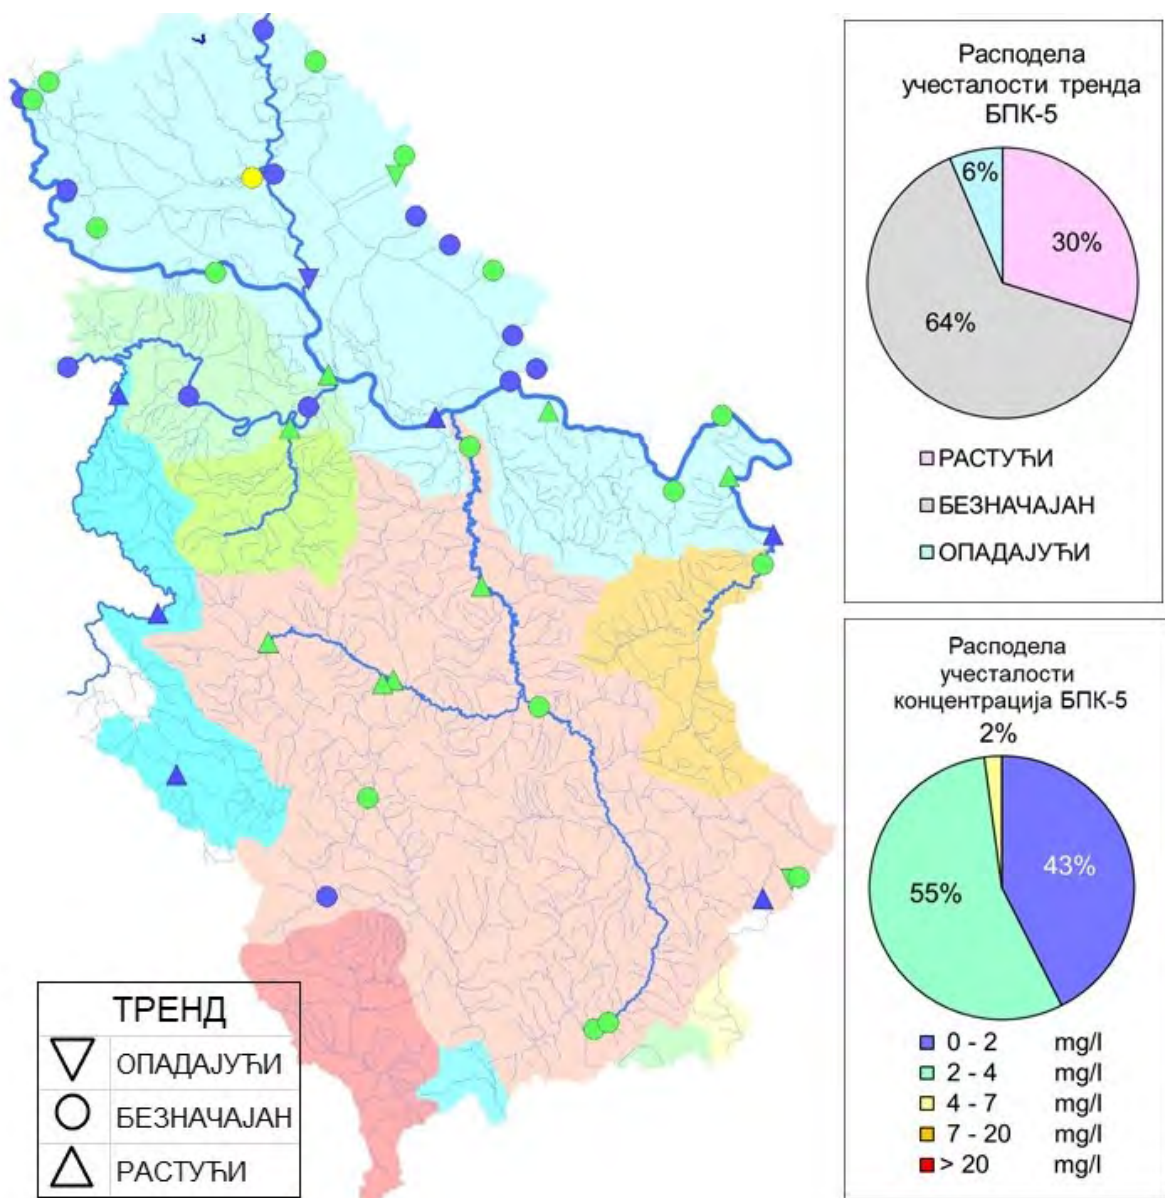 Расподела
учесталости тренда
БПК-5
6%
30%
64%
РАСТУЋИ
БЕЗНАЧАЈАН
ОПАДАЈУЋИ
Расподела
учесталости
концентрација БПК-5
2%
43%
55%
0 - 2 mg/l
2 - 4 mg/l
4 - 7 mg/l
7 - 20 mg/l
> 20 mg/l
ТРЕНД
ОПАДАЈУЋИ
БЕЗНАЧАЈАН
РАСТУЋИ